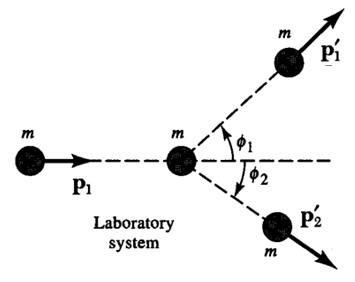 m
p′₁
m
m
ϕ₁
ϕ₂
p₁
p′₂
Laboratory
system
m